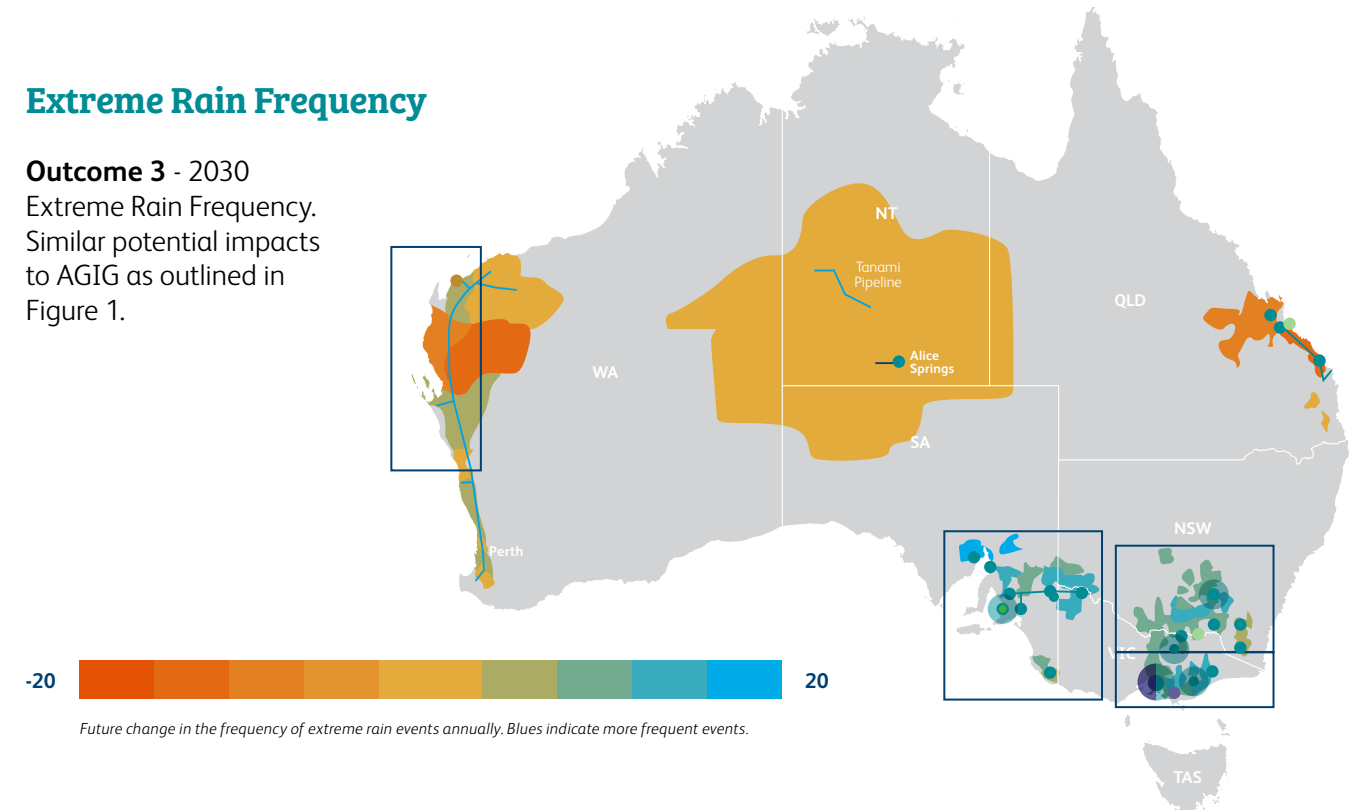 Extreme Rain Frequency
Outcome 3 - 2030
Extreme Rain Frequency.
Similar potential impacts
to AGIG as outlined in
Figure 1.
NT
Tanami
Pipeline
QLD
Alice
Springs
WA
SA
NSW
Perth
VIC
-20
20
Future change in the frequency of extreme rain events annually. Blues indicate more frequent events.
TAS